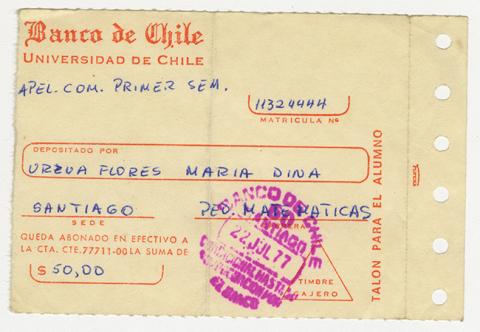 Banco de Chile
UNIVERSIDAD DE CHILE
APEL. COM. PRIMER SEM.
11324444
MATRICULA Nº
DEPOSITADO POR
URZUA FLORES MARIA DINA
SANTIAGO PED. MATEMATICAS
SEDE
QUEDA ABONADO EN EFECTIVO A
LA CTA. CTE. 77711-00 LA SUMA DE
$ 50,00
BANCO DE CHILE
SANTIAGO
22 JUL 77
TIMBRE
CAJERO
TALON PARA EL ALUMNO